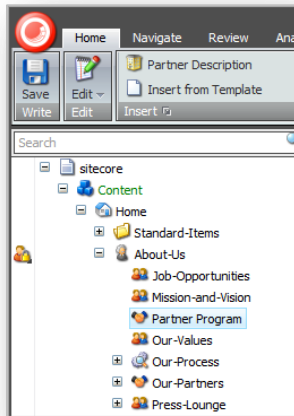 Home Navigate Review
Save
Write
Edit
Edit
Partner Description
Insert from Template
Insert
Search
sitecore
Content
Home
Standard-Items
About-Us
Job-Opportunities
Mission-and-Vision
Partner Program
Our-Values
Our-Process
Our-Partners
Press-Lounge